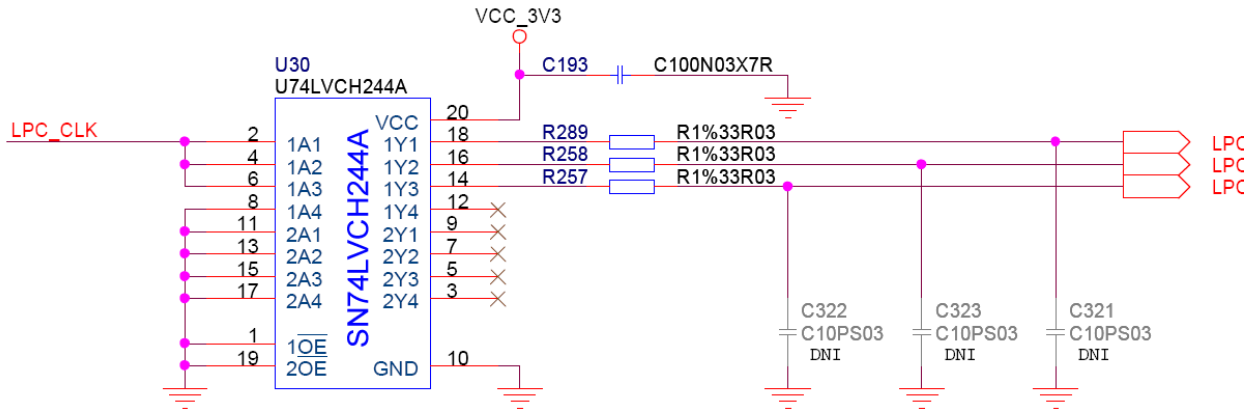 VCC_3V3
U30
U74LVCH244A
C193 C100N03X7R
LPC_CLK
SN74LVCH244A
20 VCC
2 1A1 1Y1 18 R289 R1%33R03 LPC
4 1A2 1Y2 16 R258 R1%33R03 LPC
6 1A3 1Y3 14 R257 R1%33R03 LPC
8 1A4 1Y4 12
11 2A1 2Y1 9
13 2A2 2Y2 7
15 2A3 2Y3 5
17 2A4 2Y4 3
1 1OE
19 2OE GND 10
C322
C10PS03
DNI
C323
C10PS03
DNI
C321
C10PS03
DNI